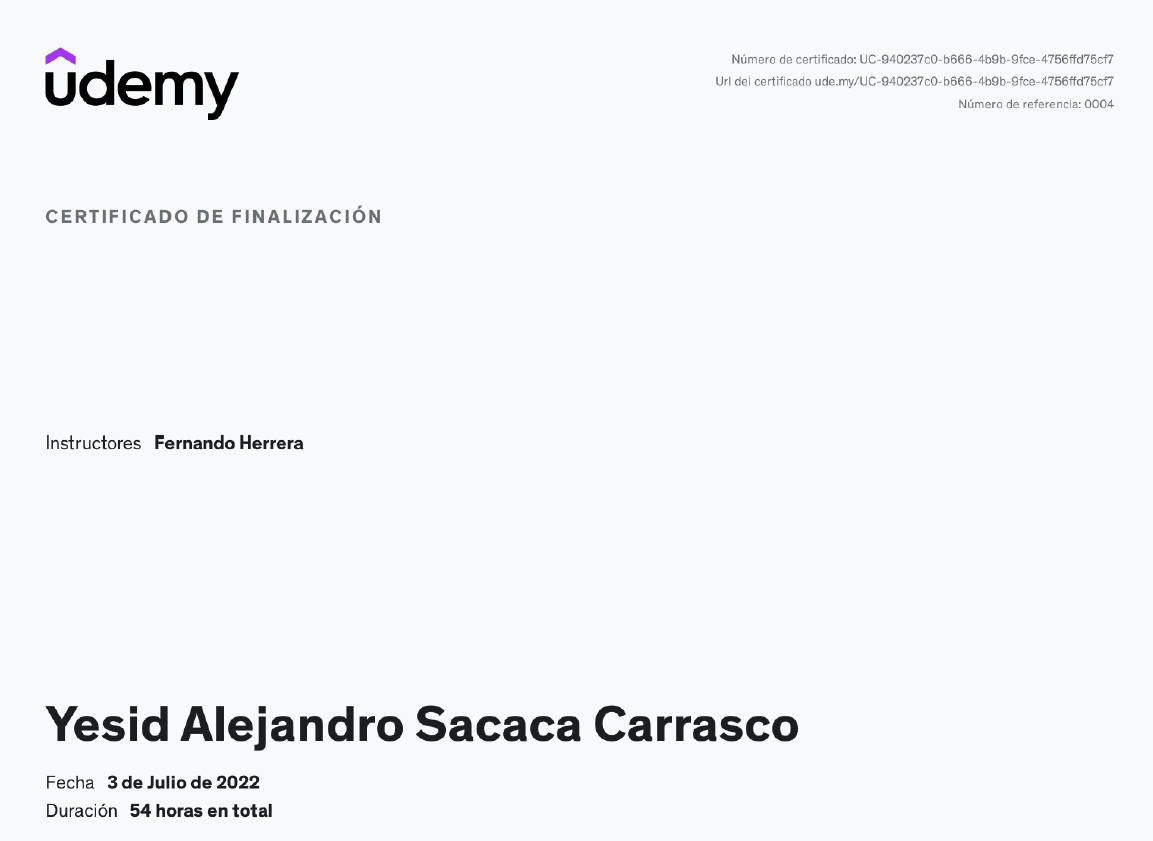 udemy
Número de certificado: UC-940237c0-b666-4b9b-9fce-4756ffd75cf7
Url del certificado ude.my/UC-940237c0-b666-4b9b-9fce-4756ffd75cf7
Número de referencia: 0004
CERTIFICADO DE FINALIZACIÓN
Instructores Fernando Herrera
Yesid Alejandro Sacaca Carrasco
Fecha 3 de Julio de 2022
Duración 54 horas en total